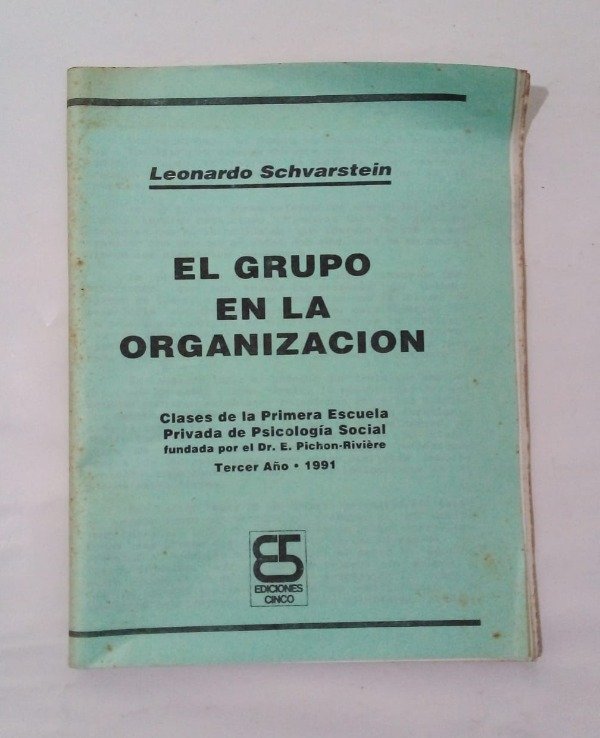 Leonardo Schvarstein
EL GRUPO
EN LA
ORGANIZACION
Clases de la Primera Escuela
Privada de Psicología Social
fundada por el Dr. E. Pichon-Rivière
Tercer Año • 1991
E5
EDICIONES
CINCO